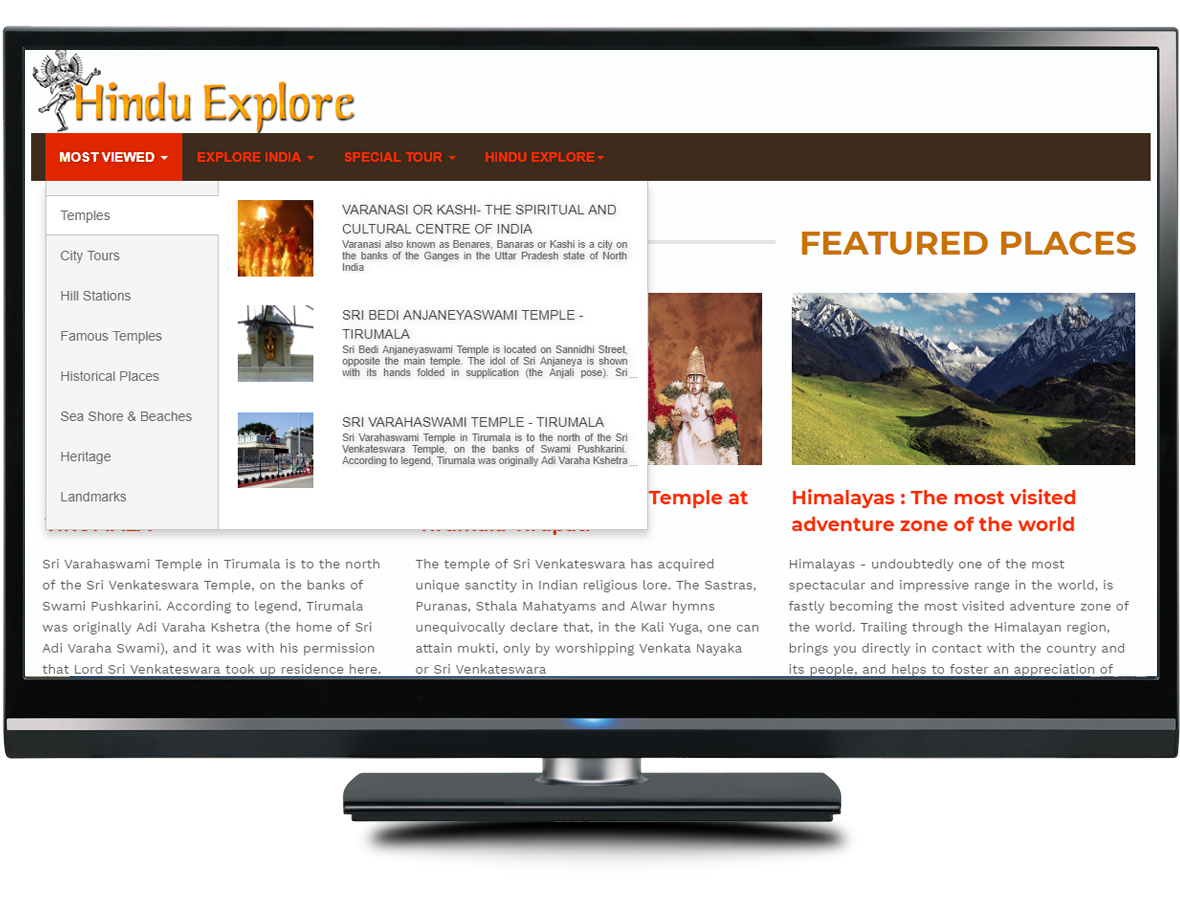 Hindu Explore
MOST VIEWED
EXPLORE INDIA
SPECIAL TOUR
HINDU EXPLORE
Temples
City Tours
Hill Stations
Famous Temples
Historical Places
Sea Shore & Beaches
Heritage
Landmarks
VARANASI OR KASHI- THE SPIRITUAL AND
CULTURAL CENTRE OF INDIA
Varanasi also known as Benares, Banaras or Kashi is a city on
the banks of the Ganges in the Uttar Pradesh state of North
India
SRI BEDI ANJANEYASWAMI TEMPLE -
TIRUMALA
Sri Bedi Anjaneyaswami Temple is located on Sannidhi Street,
opposite the main temple. The idol of Sri Anjaneya is shown
with its hands folded in supplication (the Anjali pose). Sri ...
SRI VARAHASWAMI TEMPLE - TIRUMALA
Sri Varahaswami Temple in Tirumala is to the north of the Sri
Venkateswara Temple, on the banks of Swami Pushkarini.
According to legend, Tirumala was originally Adi Varaha Kshetra ...
FEATURED PLACES
Sri Varahaswami Temple in Tirumala is to the north
of the Sri Venkateswara Temple, on the banks of
Swami Pushkarini. According to legend, Tirumala
was originally Adi Varaha Kshetra (the home of Sri
Adi Varaha Swami), and it was with his permission
that Lord Sri Venkateswara took up residence here.
Temple at
The temple of Sri Venkateswara has acquired
unique sanctity in Indian religious lore. The Sastras,
Puranas, Sthala Mahatyams and Alwar hymns
unequivocally declare that, in the Kali Yuga, one can
attain mukti, only by worshipping Venkata Nayaka
or Sri Venkateswara
Himalayas : The most visited
adventure zone of the world
Himalayas - undoubtedly one of the most
spectacular and impressive range in the world, is
fastly becoming the most visited adventure zone of
the world. Trailing through the Himalayan region,
brings you directly in contact with the country and
its people, and helps to foster an appreciation of